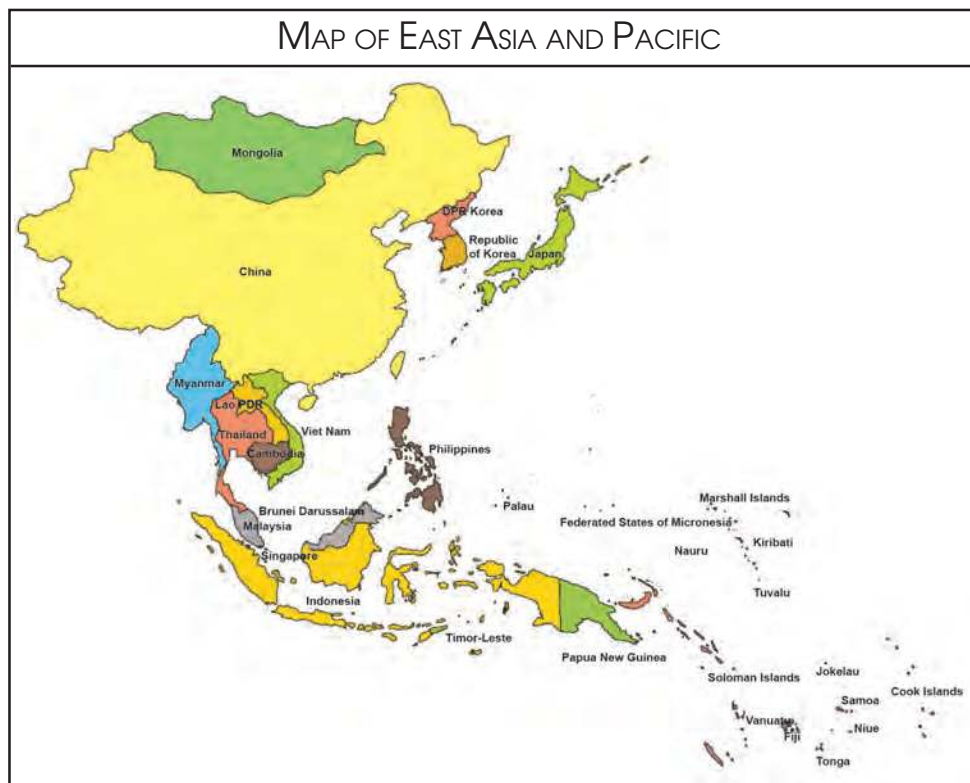 MAP OF EAST ASIA AND PACIFIC
Mongolia
DPR Korea
Republic
of Korea
Japan
China
Myanmar
Lao PDR
Thailand
Viet Nam
Cambodia
Philippines
Brunei Darussalam
Malaysia
Singapore
Indonesia
Timor-Leste
Palau
Marshall Islands
Federated States of Micronesia
Kiribati
Nauru
Tuvalu
Papua New Guinea
Soloman Islands
Jokelau
Cook Islands
Samoa
Vanuatu
Fiji
Niue
Tonga